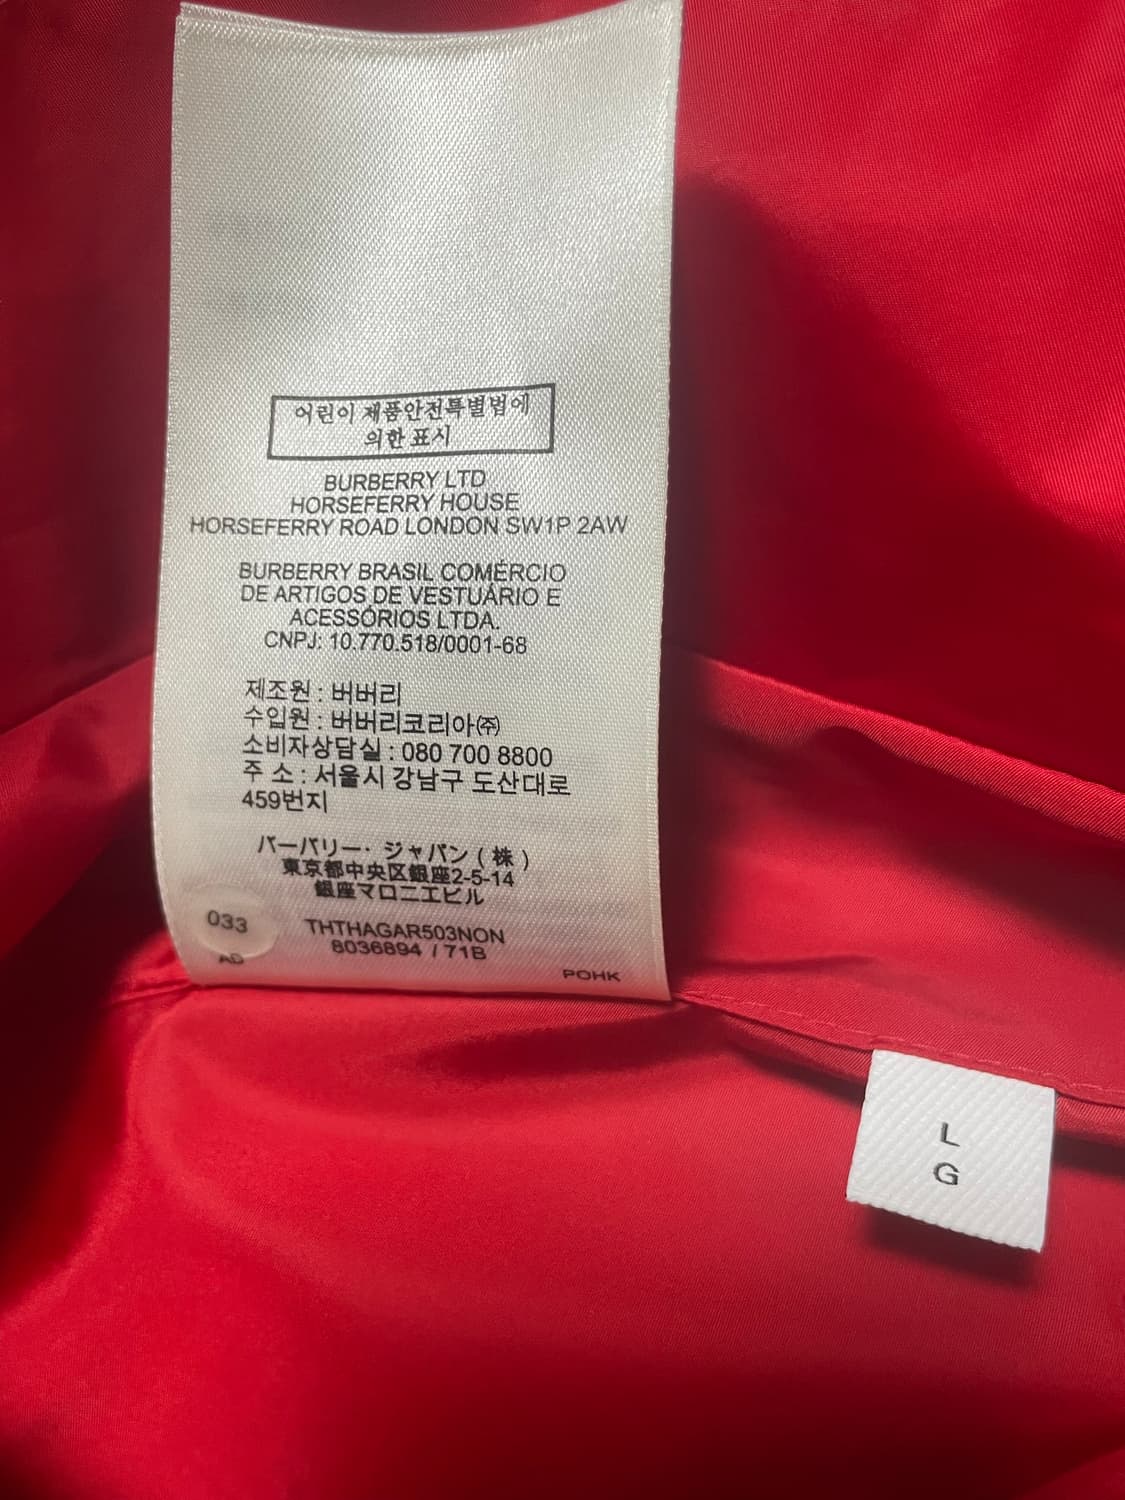 어린이 제품안전특별법에
의한 표시
BURBERRY LTD
HORSEFERRY HOUSE
HORSEFERRY ROAD LONDON SW1P 2AW
BURBERRY BRASIL COMÉRCIO
DE ARTIGOS DE VESTUÁRIO E
ACESSÓRIOS LTDA.
CNPJ: 10.770.518/0001-68
제조원 : 버버리
수입원 : 버버리코리아㈜
소비자상담실 : 080 700 8800
주 소 : 서울시 강남구 도산대로
459번지
バーバリー・ジャパン ( 株 )
東京都中央区銀座2-5-14
銀座マロニエビル
033
AD
THTHAGAR503NON
8036894 / 71B
POHK
L
G